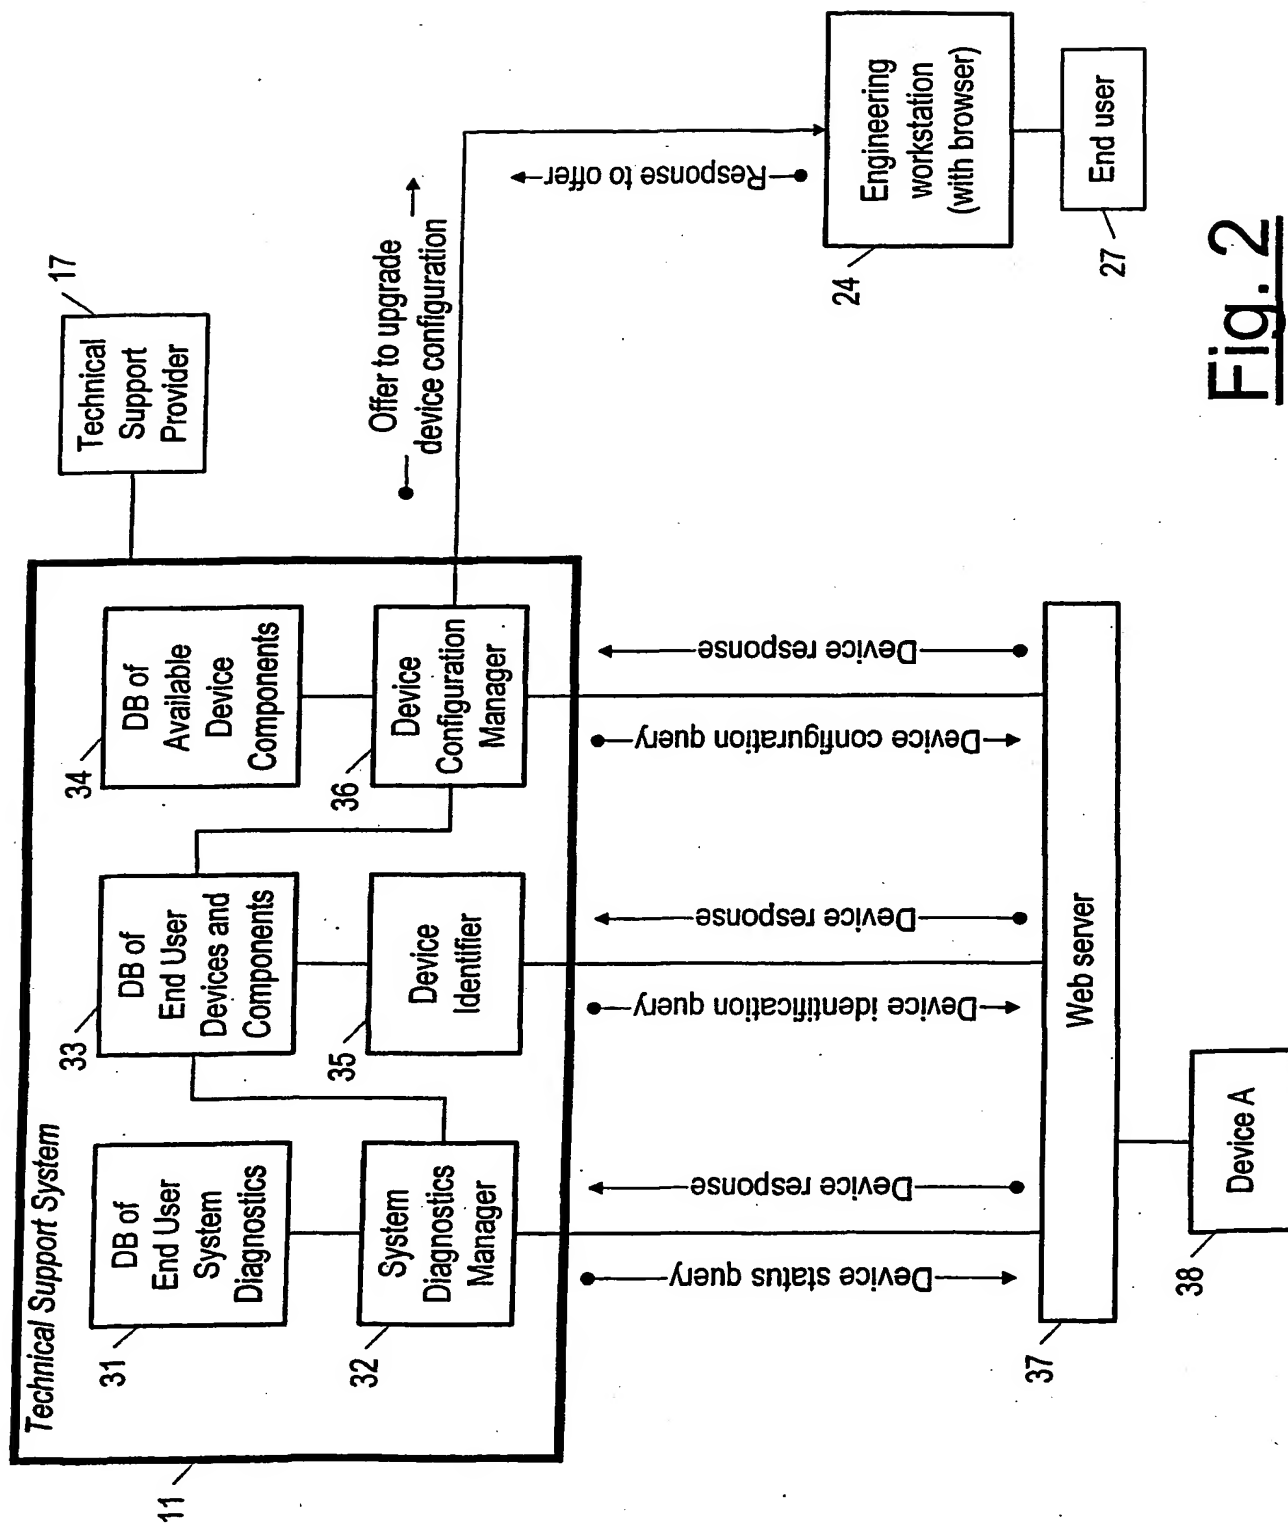 Technical Support System
11
DB of
End User
System
Diagnostics
31
System
Diagnostics
Manager
32
DB of
End User
Devices and
Components
33
Device
Identifier
35
DB of
Available
Device
Components
34
Device
Configuration
Manager
36
Technical
Support
Provider
17
Offer to upgrade
device configuration
Response to offer
Engineering
workstation
(with browser)
24
End user
27
Device status query
Device response
Device identification query
Device response
Device configuration query
Device response
Web server
37
Device A
38
Fig. 2